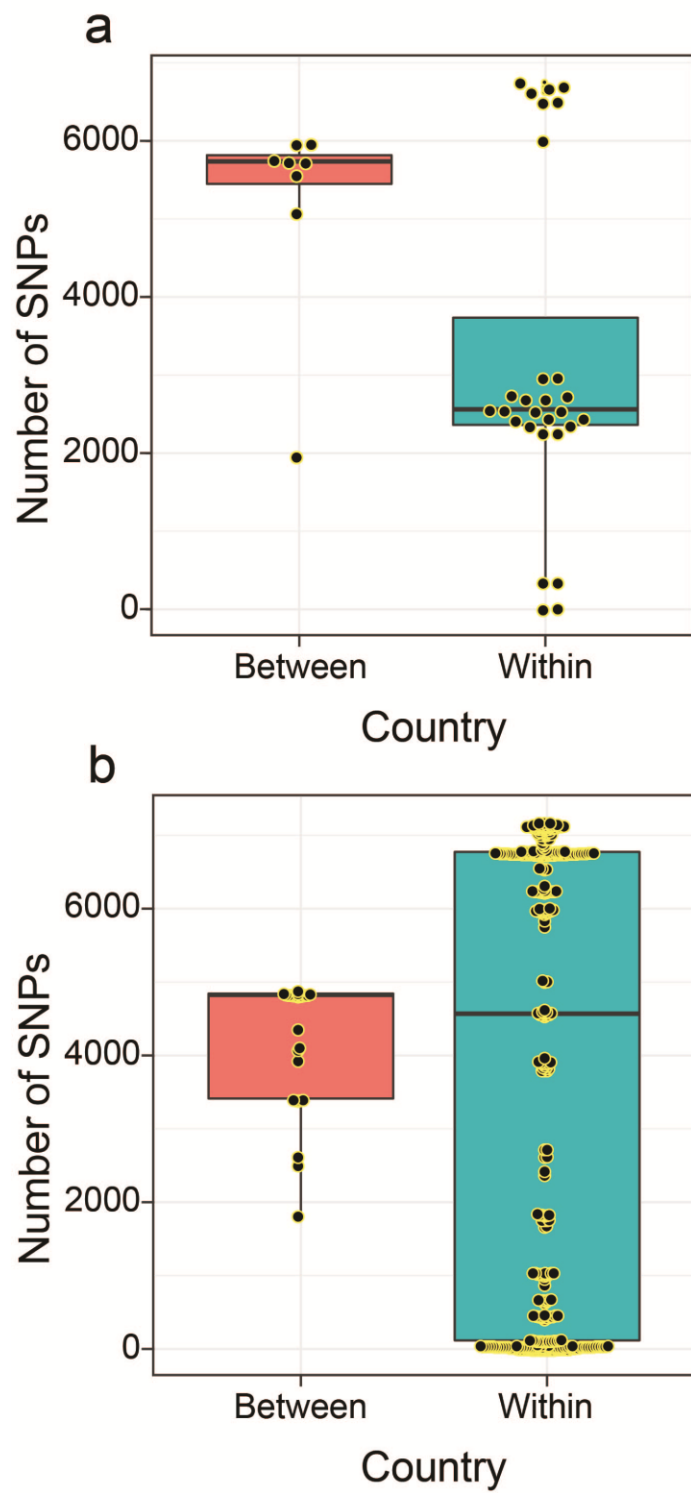 a
Number of SNPs
6000
4000
2000
0
Between Within
Country
b
Number of SNPs
6000
4000
2000
0
Between Within
Country